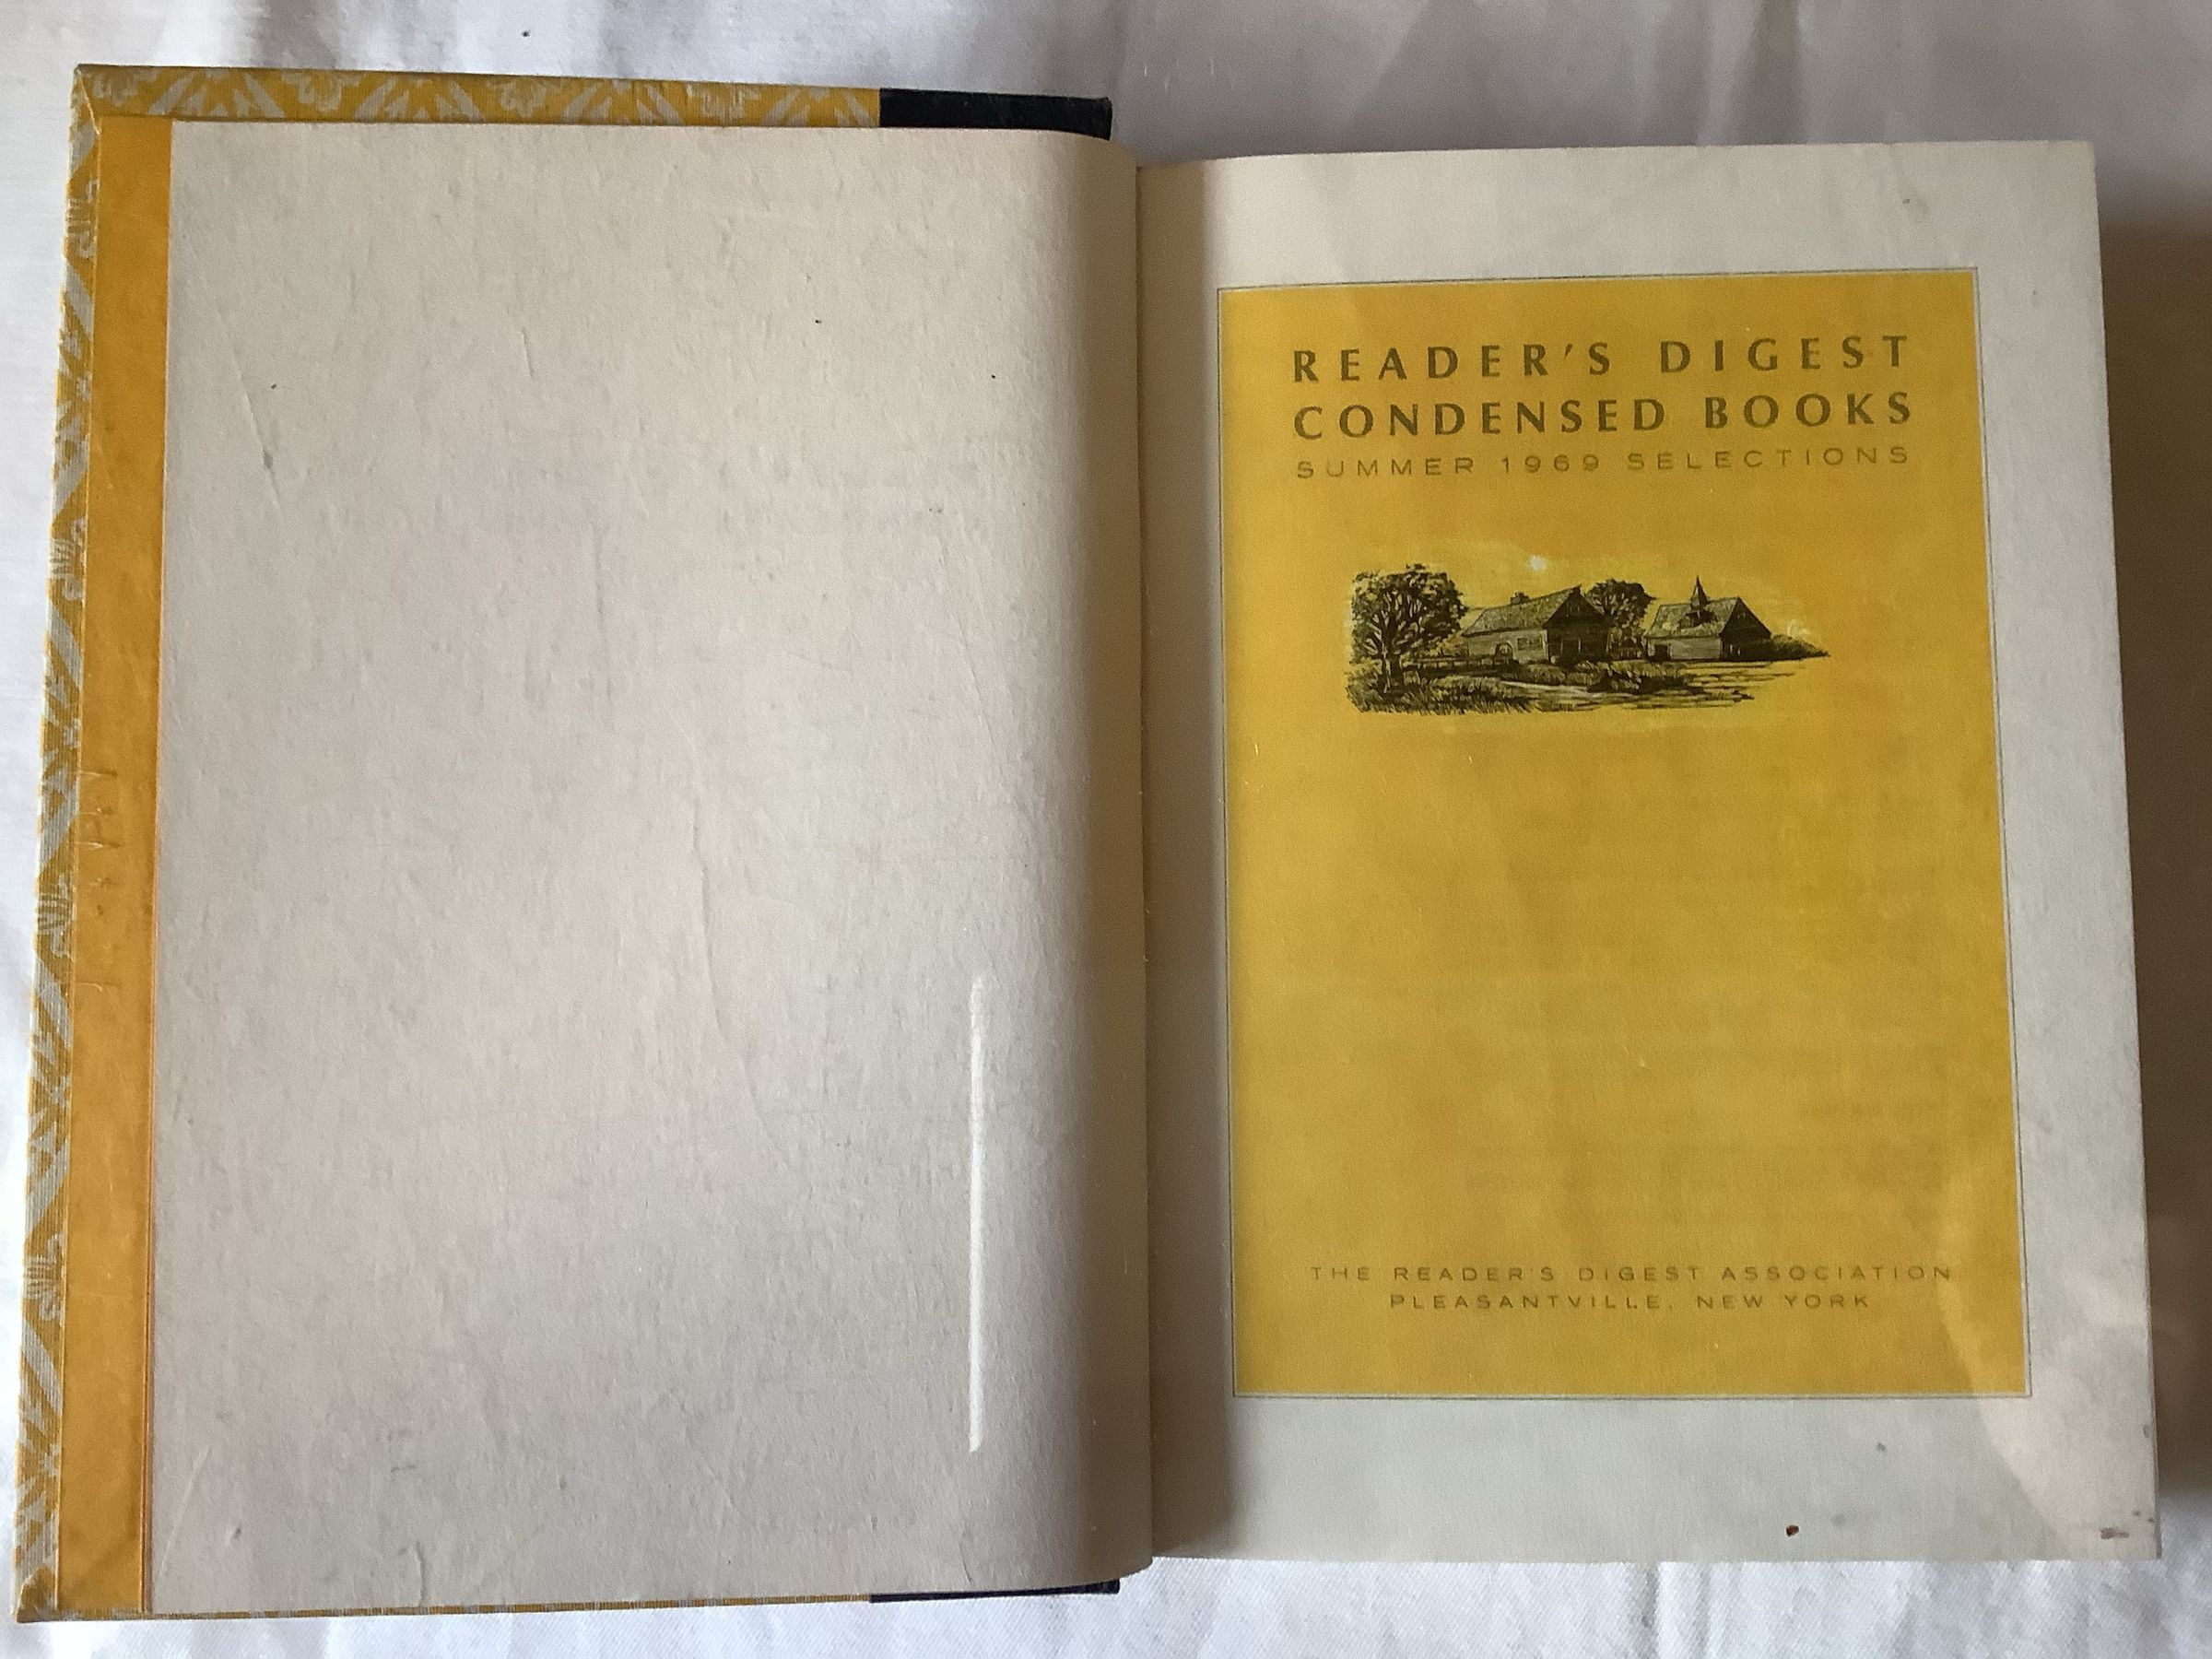 READER'S DIGEST
CONDENSED BOOKS
SUMMER 1969 SELECTIONS
THE READER'S DIGEST ASSOCIATION
PLEASANTVILLE, NEW YORK